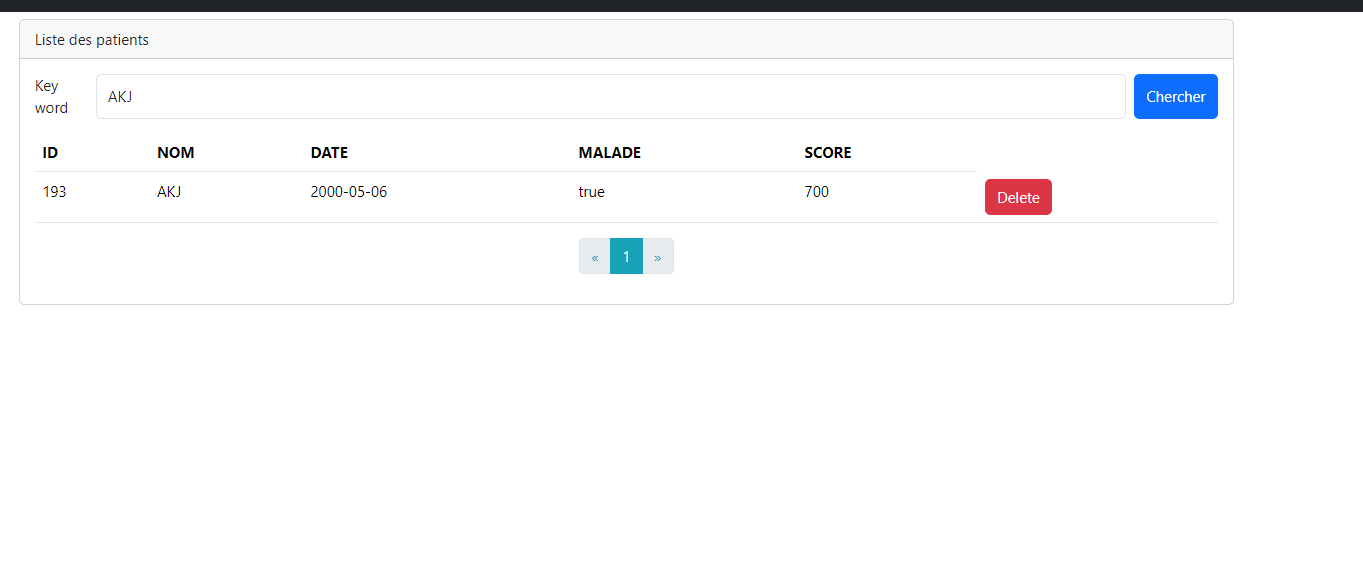 Liste des patients
Key
word
AKJ
Chercher
ID NOM DATE MALADE SCORE
193 AKJ 2000-05-06 true 700 Delete
« 1 »